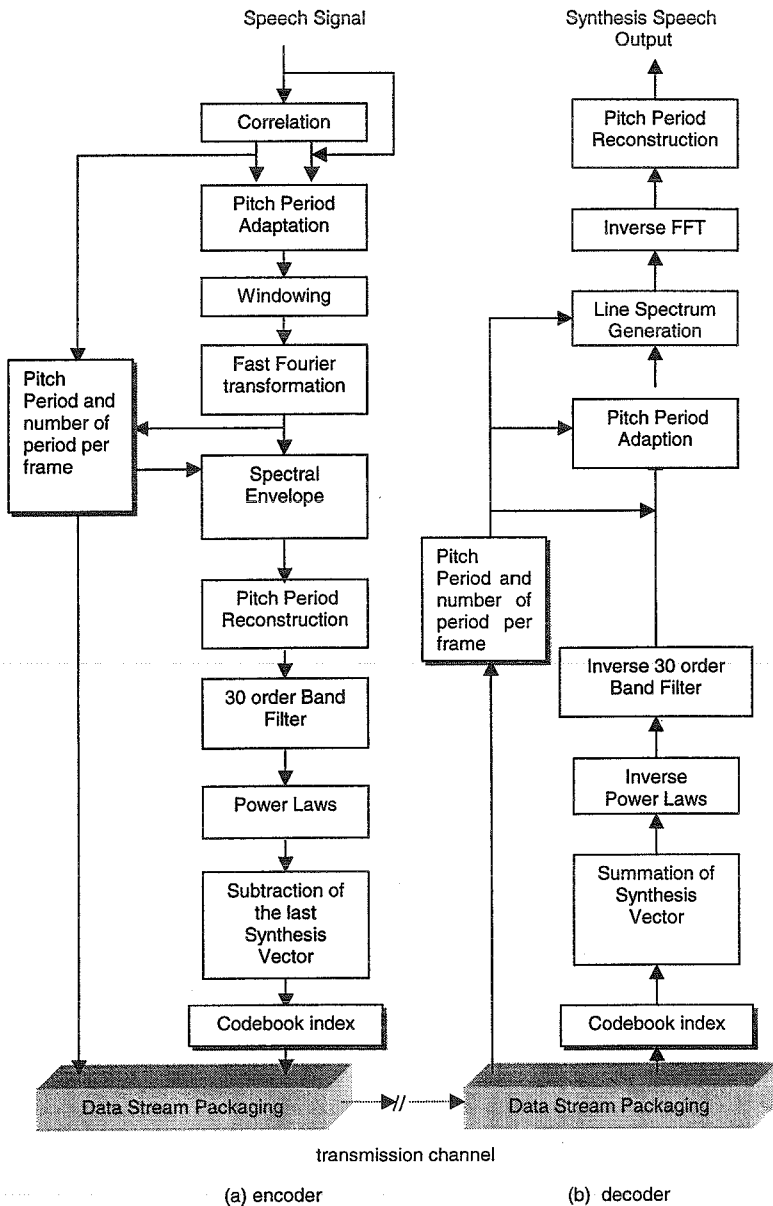 Speech Signal
Correlation
Pitch Period
Adaptation
Windowing
Fast Fourier
transformation
Pitch
Period and
number of
period per
frame
Spectral
Envelope
Pitch Period
Reconstruction
30 order Band
Filter
Power Laws
Subtraction of
the last
Synthesis
Vector
Codebook index
Data Stream Packaging
(a) encoder
Synthesis Speech
Output
Pitch Period
Reconstruction
Inverse FFT
Line Spectrum
Generation
Pitch Period
Adaption
Pitch
Period and
number of
period per
frame
Inverse 30 order
Band Filter
Inverse
Power Laws
Summation of
Synthesis
Vector
Codebook index
Data Stream Packaging
//
transmission channel
(b) decoder